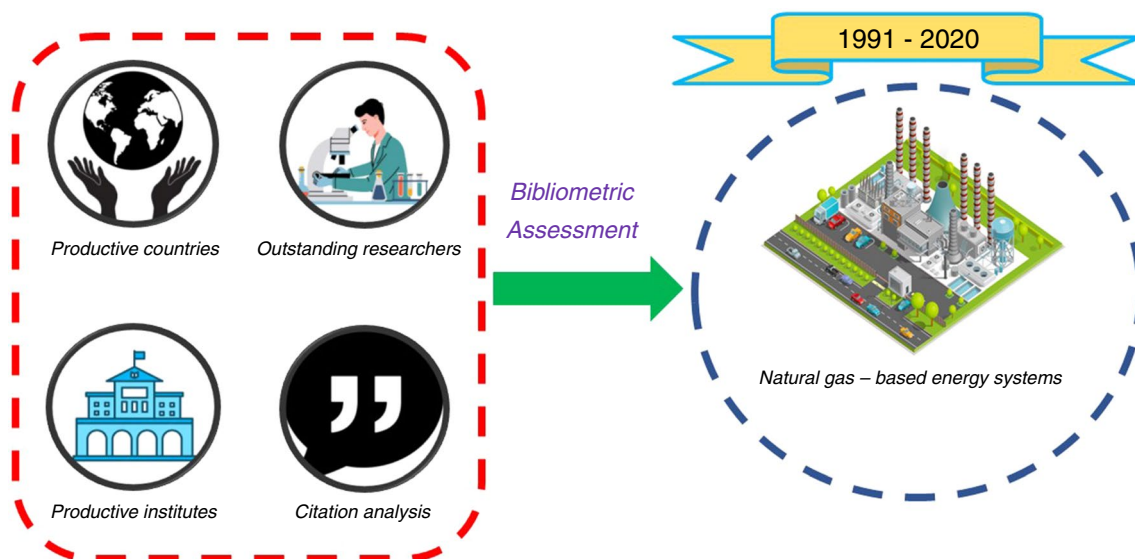 1991 - 2020
Productive countries
Outstanding researchers
Bibliometric
Assessment
Productive institutes
Citation analysis
Natural gas – based energy systems